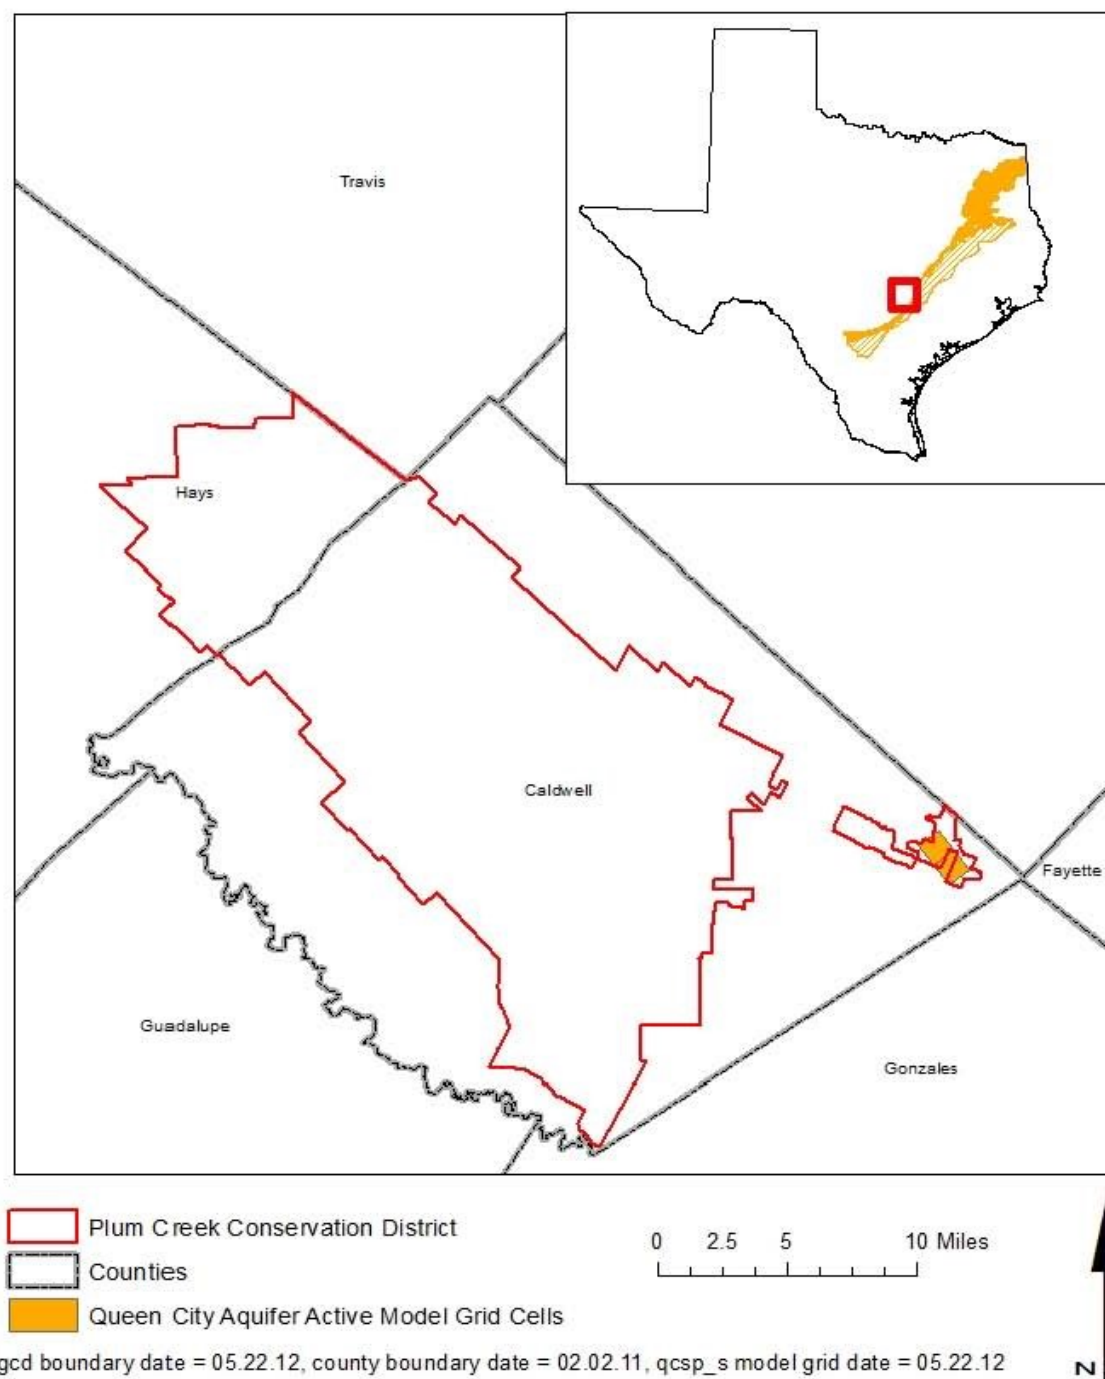 Travis
Hays
Caldwell
Fayette
Guadalupe
Gonzales
Plum Creek Conservation District
Counties
Queen City Aquifer Active Model Grid Cells
0 2.5 5 10 Miles
gcd boundary date = 05.22.12, county boundary date = 02.02.11, qcsp_s model grid date = 05.22.12
N